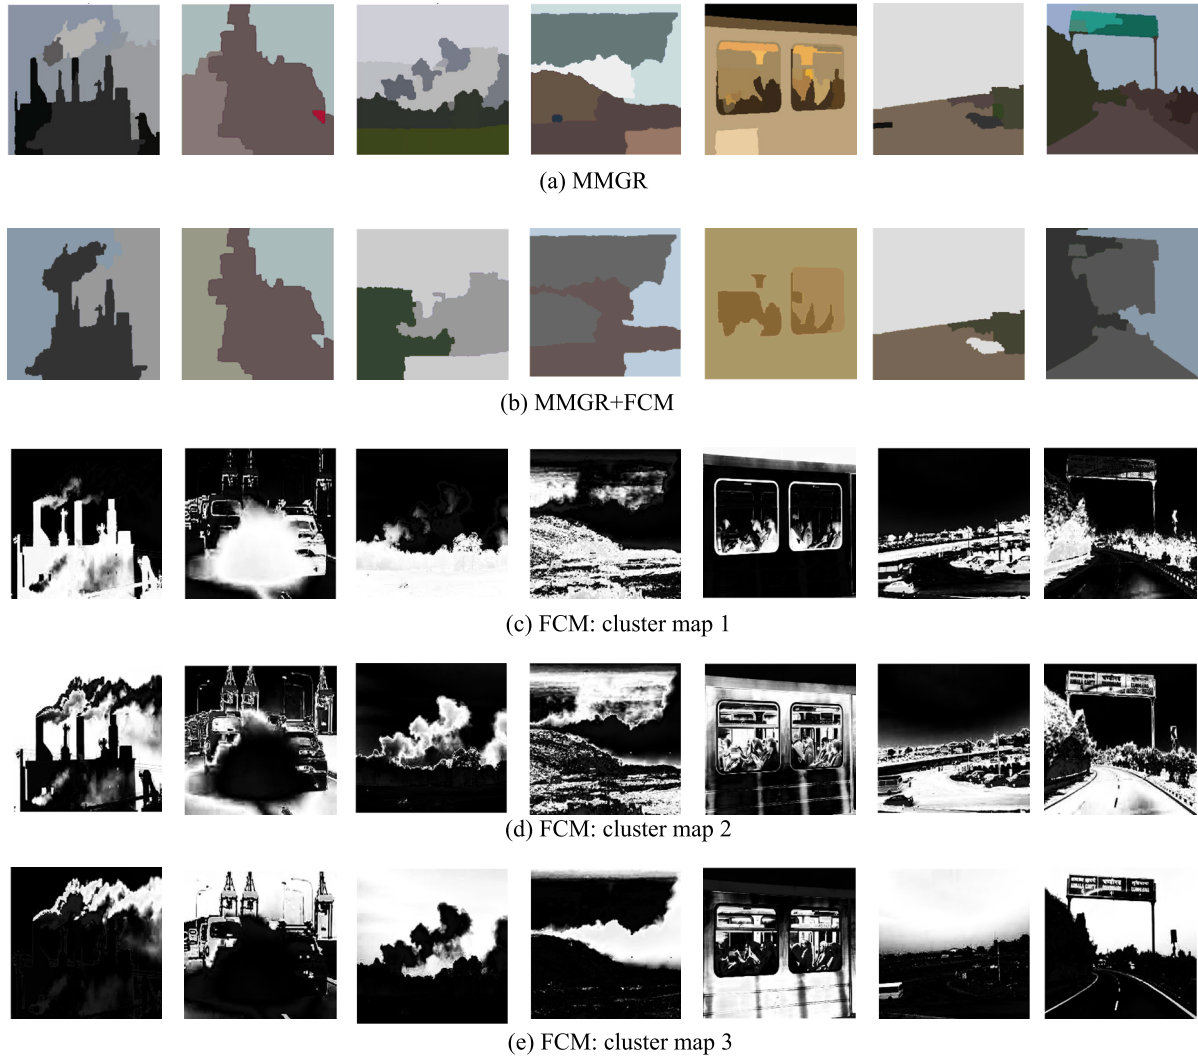 (a) MMGR
(b) MMGR+FCM
(c) FCM: cluster map 1
(d) FCM: cluster map 2
(e) FCM: cluster map 3